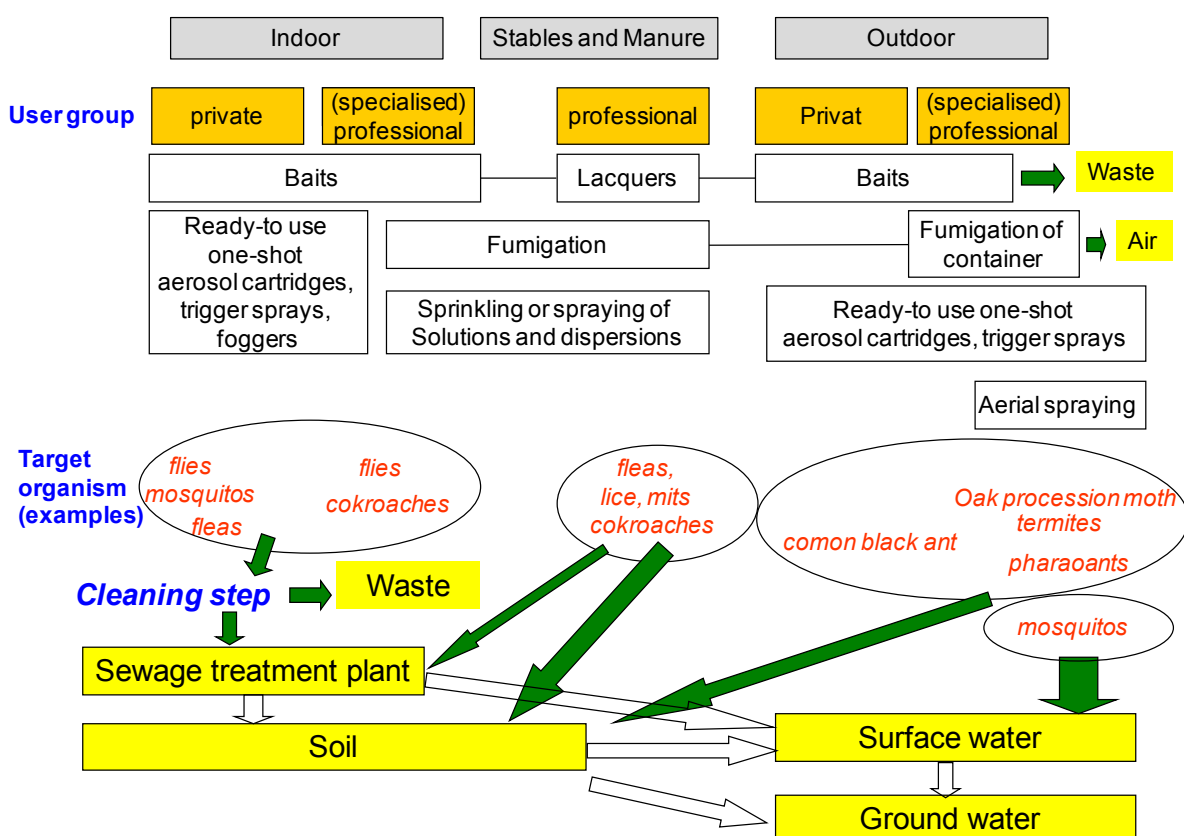 Indoor
Stables and Manure
Outdoor
User group
private
(specialised)
professional
professional
Privat
(specialised)
professional
Baits
Lacquers
Baits
Waste
Ready-to use
one-shot
aerosol cartridges,
trigger sprays,
foggers
Fumigation
Fumigation of
container
Air
Sprinkling or spraying of
Solutions and dispersions
Ready-to use one-shot
aerosol cartridges, trigger sprays
Aerial spraying
Target
organism
(examples)
flies
mosquitos
fleas
flies
cokroaches
fleas,
lice, mits
cokroaches
Oak procession moth
termites
comon black ant
pharaoants
mosquitos
Cleaning step
Waste
Sewage treatment plant
Soil
Surface water
Ground water